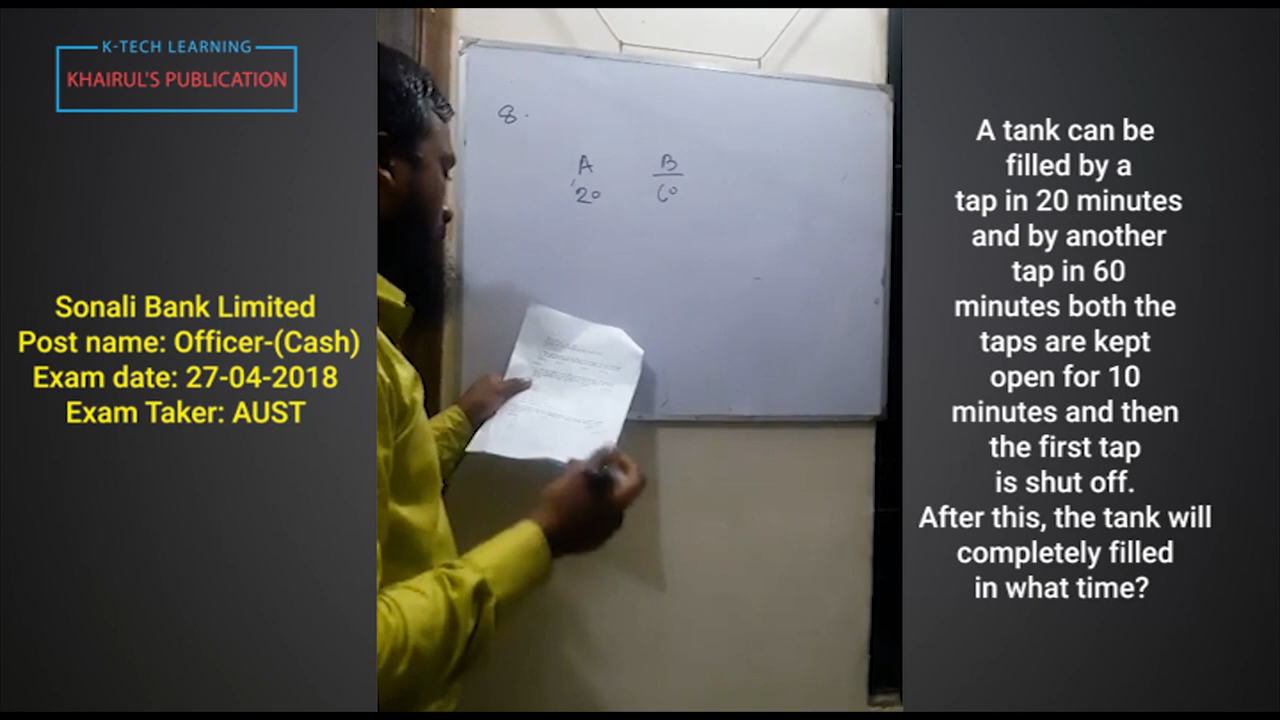 K-TECH LEARNING
KHAIRUL'S PUBLICATION
Sonali Bank Limited
Post name: Officer-(Cash)
Exam date: 27-04-2018
Exam Taker: AUST
8.
A B
20 60
A tank can be
filled by a
tap in 20 minutes
and by another
tap in 60
minutes both the
taps are kept
open for 10
minutes and then
the first tap
is shut off.
After this, the tank will
completely filled
in what time?